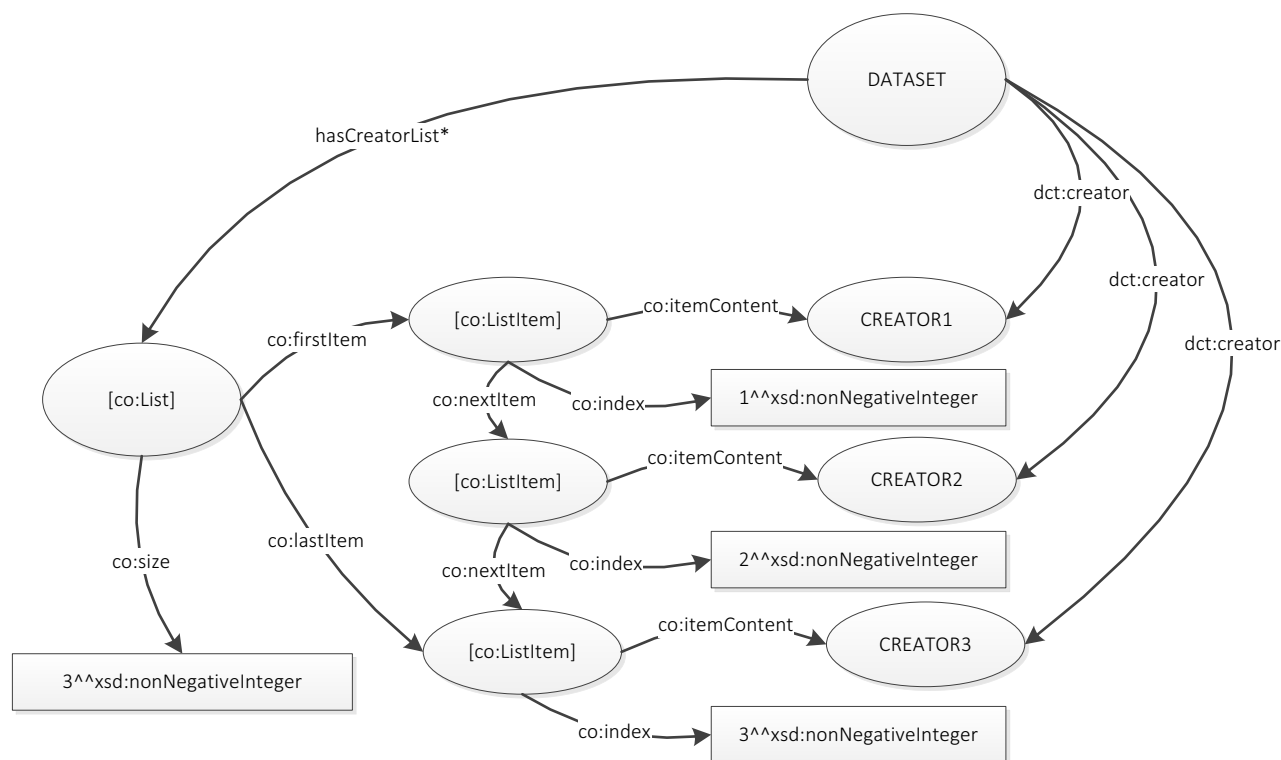 DATASET
hasCreatorList*
dct:creator
dct:creator
dct:creator
[co:ListItem]
co:itemContent
CREATOR1
co:firstItem
[co:List]
co:nextItem
co:index
1^^xsd:nonNegativeInteger
[co:ListItem]
co:itemContent
CREATOR2
co:lastItem
co:size
co:nextItem
co:index
2^^xsd:nonNegativeInteger
[co:ListItem]
co:itemContent
CREATOR3
3^^xsd:nonNegativeInteger
co:index
3^^xsd:nonNegativeInteger